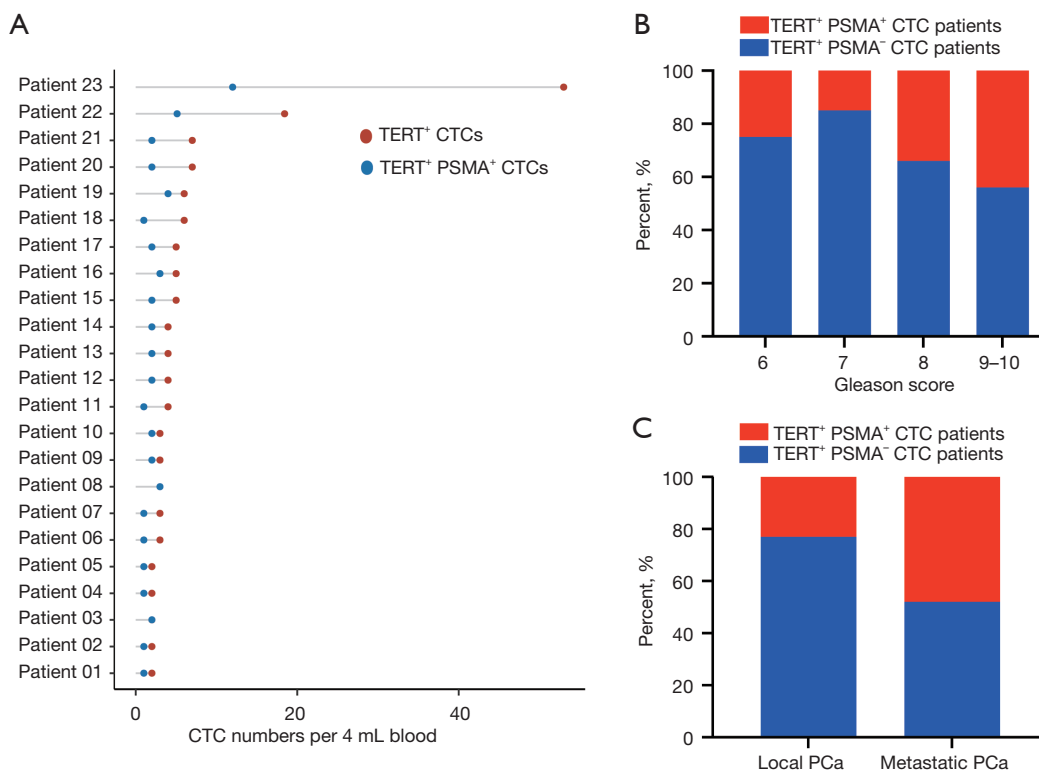 A
Patient 23
Patient 22
Patient 21
Patient 20
Patient 19
Patient 18
Patient 17
Patient 16
Patient 15
Patient 14
Patient 13
Patient 12
Patient 11
Patient 10
Patient 09
Patient 08
Patient 07
Patient 06
Patient 05
Patient 04
Patient 03
Patient 02
Patient 01
TERT⁺ CTCs
TERT⁺ PSMA⁺ CTCs
0 20 40
CTC numbers per 4 mL blood
B
TERT⁺ PSMA⁺ CTC patients
TERT⁺ PSMA⁻ CTC patients
Percent, %
100
80
60
40
20
0
6 7 8 9–10
Gleason score
C
TERT⁺ PSMA⁺ CTC patients
TERT⁺ PSMA⁻ CTC patients
Percent, %
100
80
60
40
20
0
Local PCa Metastatic PCa